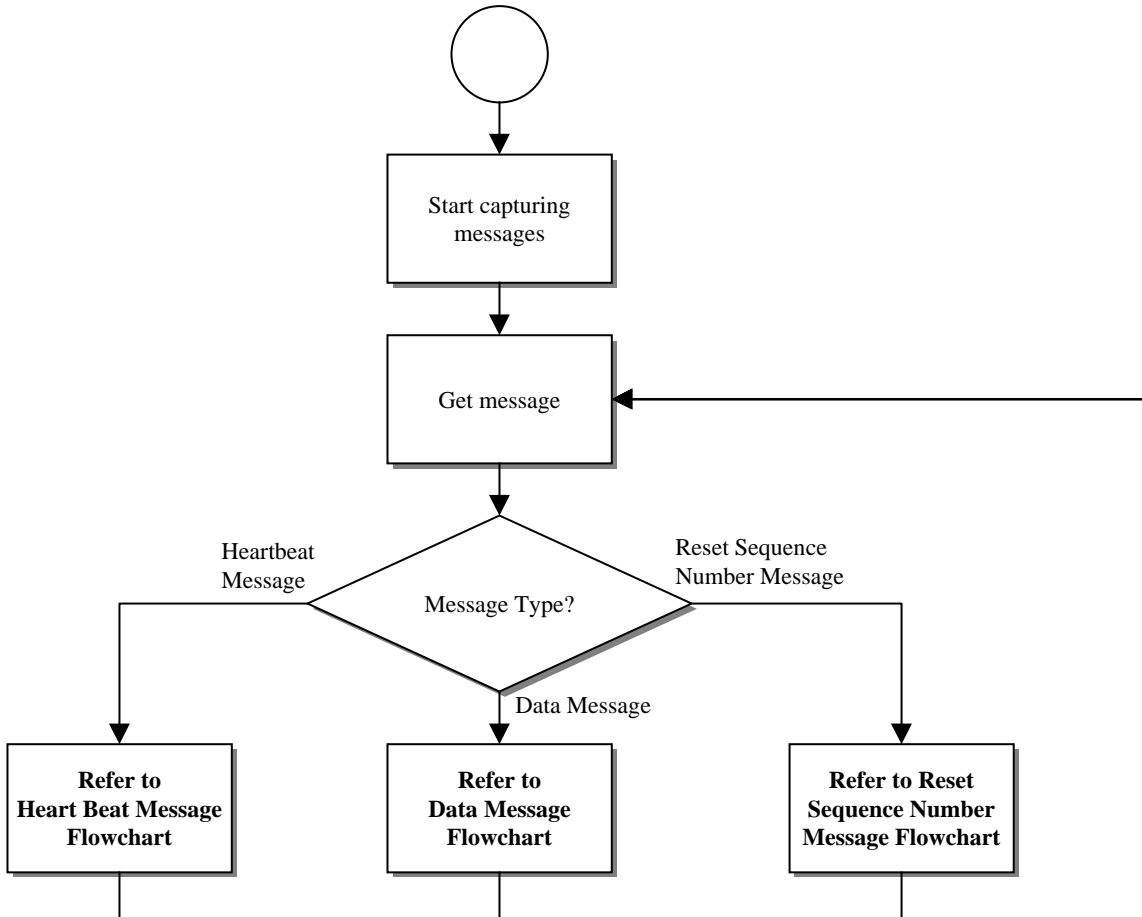 Start capturing
messages
Get message
Heartbeat
Message
Reset Sequence
Number Message
Message Type?
Data Message
Refer to
Heart Beat Message
Flowchart
Refer to
Data Message
Flowchart
Refer to Reset
Sequence Number
Message Flowchart